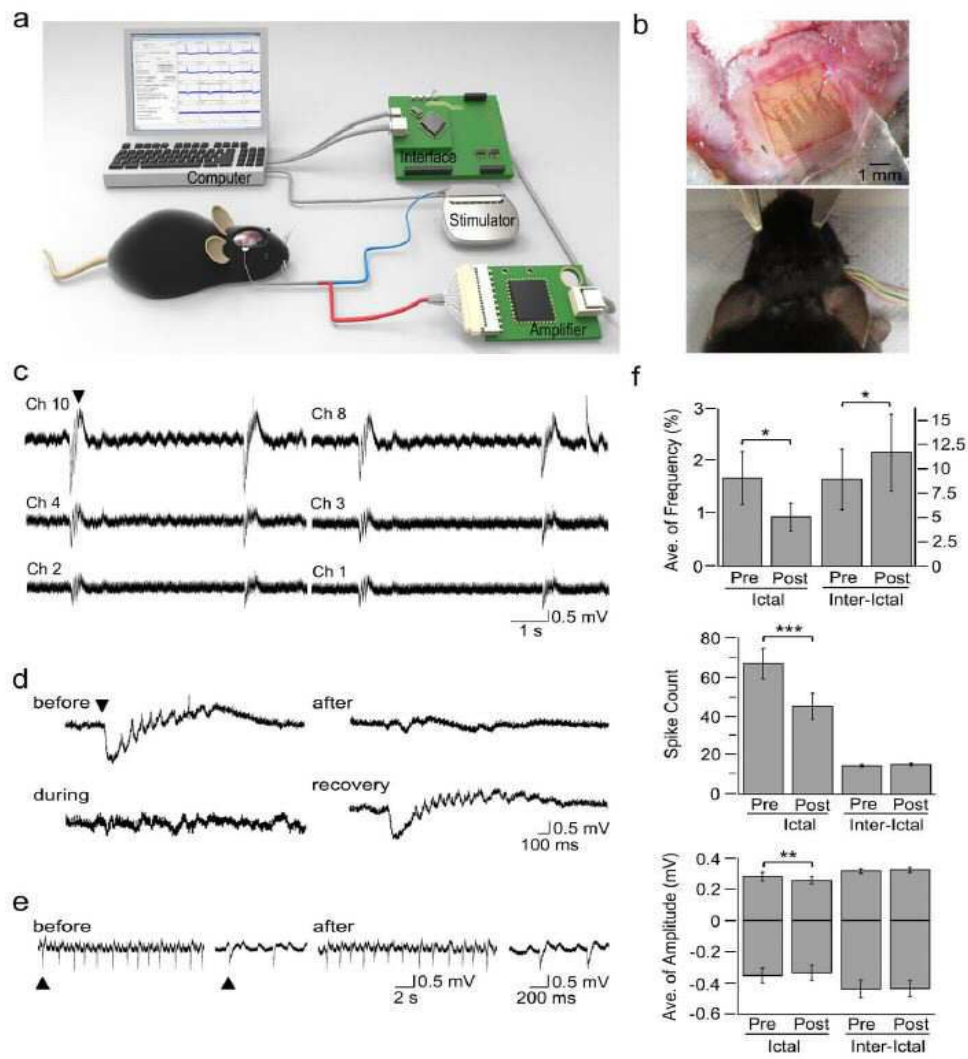 a
Computer
Interface
Stimulator
Amplifier
b
1 mm
c
Ch 10
Ch 8
Ch 4
Ch 3
Ch 2
Ch 1
0.5 mV
1 s
d
before
after
during
recovery
0.5 mV
100 ms
e
before
after
0.5 mV
2 s
0.5 mV
200 ms
f
Ave. of Frequency (%)
3
2
1
0
*
*
15
12.5
10
7.5
5
2.5
0
Pre Post Pre Post
Ictal Inter-Ictal
Spike Count
80
60
40
20
0
***
Pre Post Pre Post
Ictal Inter-Ictal
Ave. of Amplitude (mV)
0.4
0.2
0
-0.2
-0.4
-0.6
**
Pre Post Pre Post
Ictal Inter-Ictal